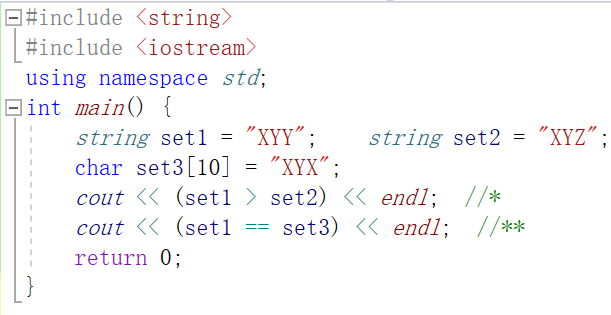 #include <string>
#include <iostream>
using namespace std;
int main() {
string set1 = "XYY"; string set2 = "XYZ";
char set3[10] = "XYX";
cout << (set1 > set2) << endl; //*
cout << (set1 == set3) << endl; //**
return 0;
}